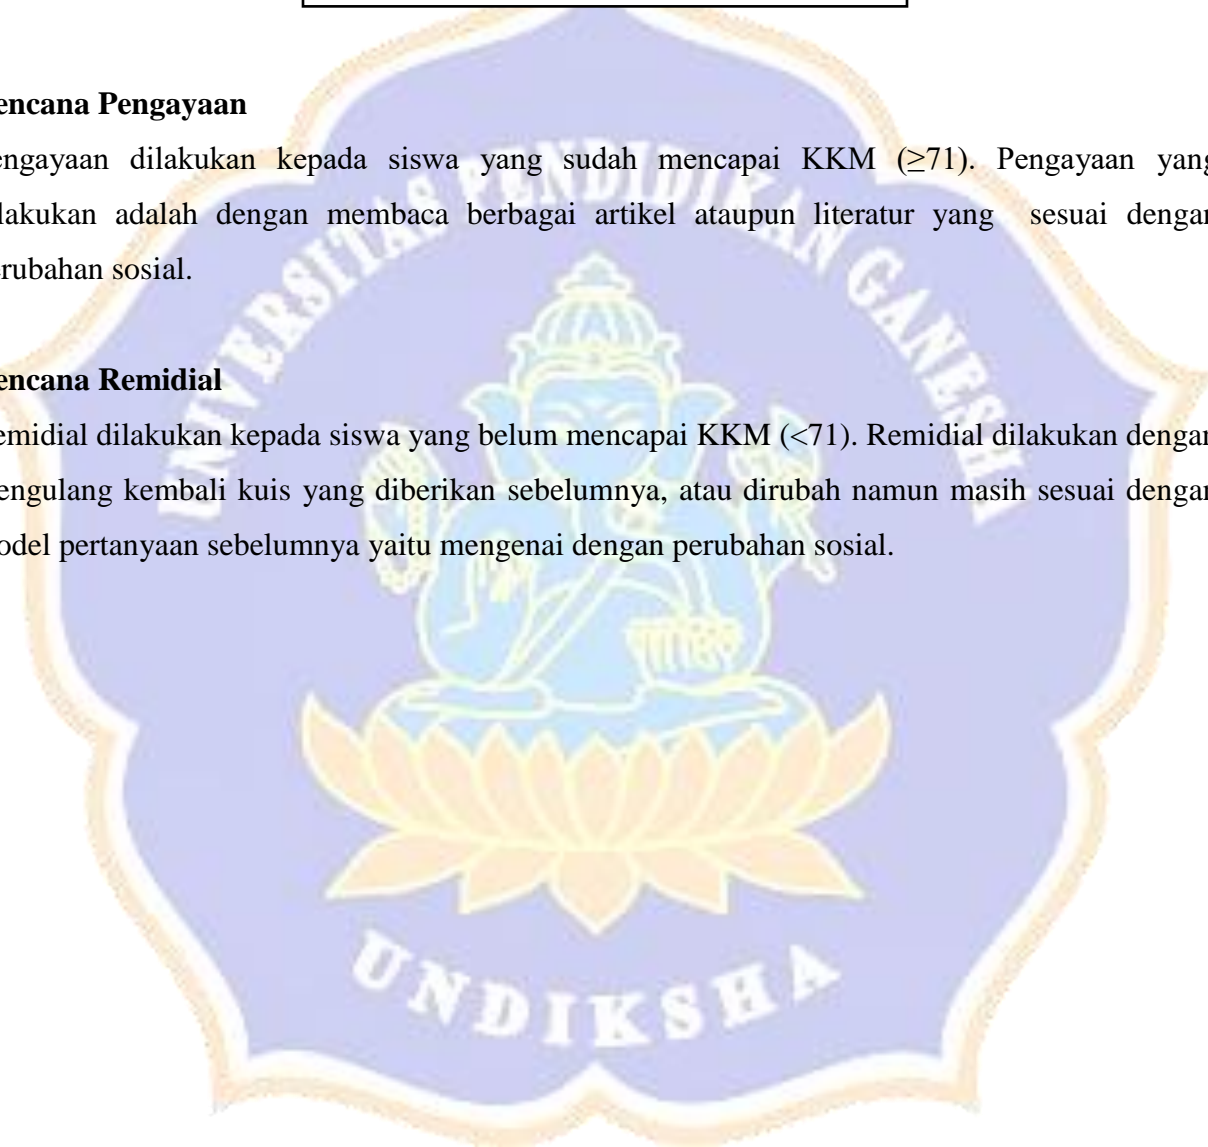 encana Pengayaan
engayaan dilakukan kepada siswa yang sudah mencapai KKM (≥71). Pengayaan yang
lakukan adalah dengan membaca berbagai artikel ataupun literatur yang sesuai dengan
erubahan sosial.
encana Remidial
emidial dilakukan kepada siswa yang belum mencapai KKM (<71). Remidial dilakukan dengan
engulang kembali kuis yang diberikan sebelumnya, atau dirubah namun masih sesuai dengan
odel pertanyaan sebelumnya yaitu mengenai dengan perubahan sosial.
UNIVERSITAS PENDIDIKAN GANESHA
UNDIKSHA